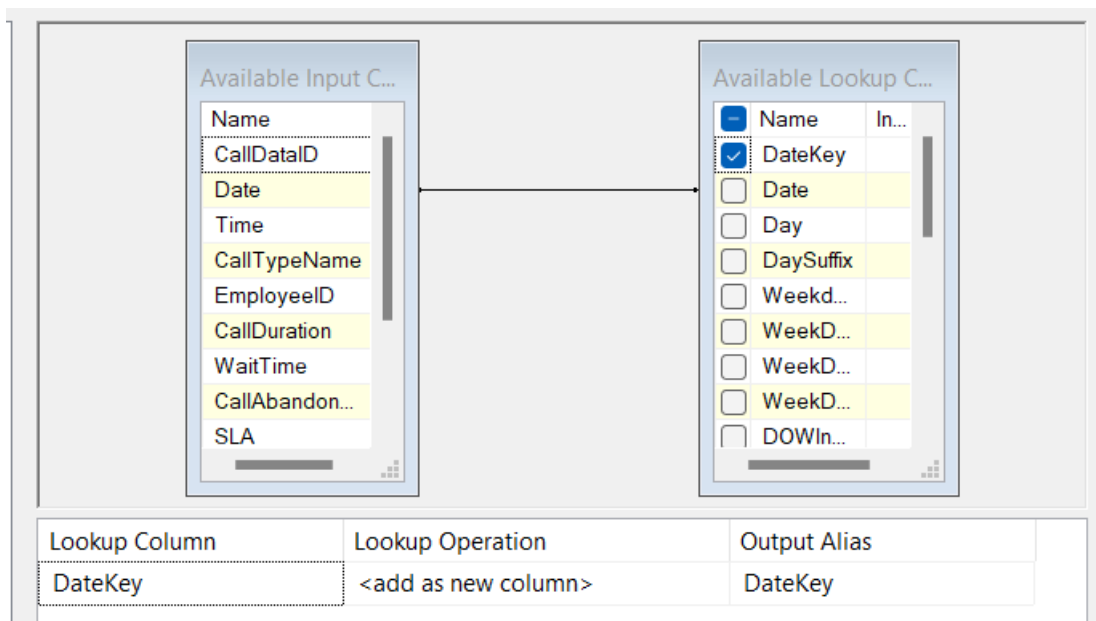 Available Input C...
Name
CallDataID
Date
Time
CallTypeName
EmployeeID
CallDuration
WaitTime
CallAbandon...
SLA
Available Lookup C...
Name In...
DateKey
Date
Day
DaySuffix
Weekd...
WeekD...
WeekD...
WeekD...
DOWIn...
Lookup Column Lookup Operation Output Alias
DateKey <add as new column> DateKey